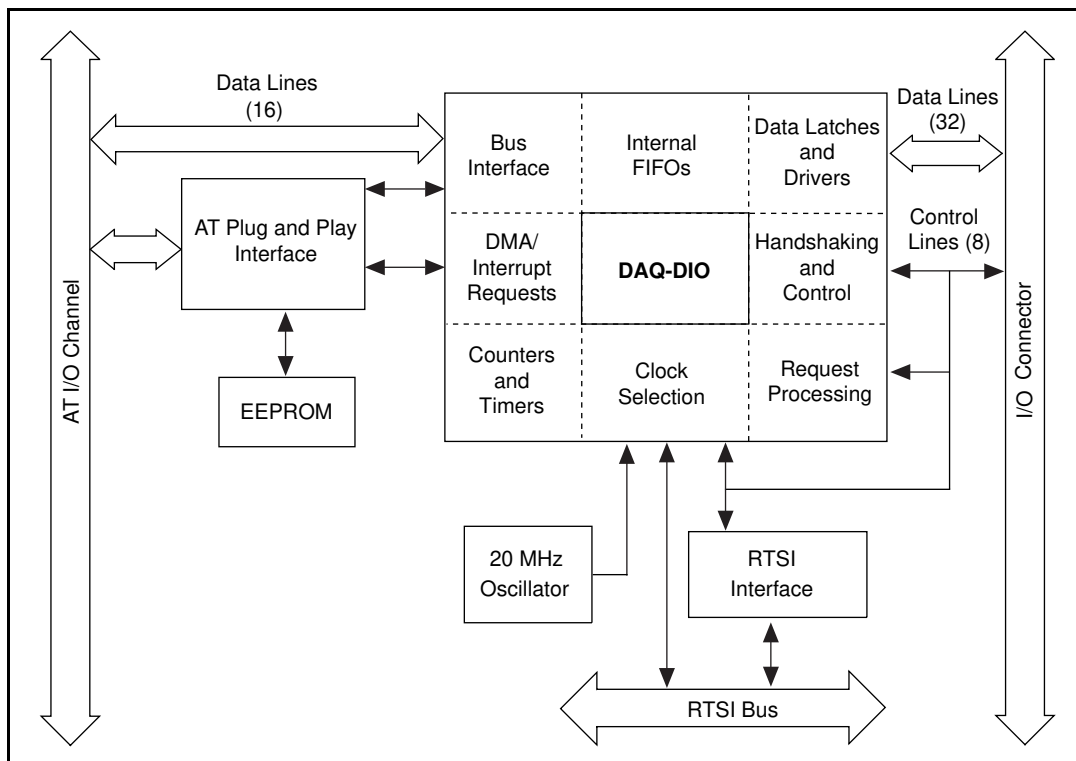 Data Lines
(16)
Data Lines
(32)
Bus
Interface
Internal
FIFOs
Data Latches
and
Drivers
AT Plug and Play
Interface
DMA/
Interrupt
Requests
DAQ-DIO
Handshaking
and
Control
Control
Lines (8)
AT I/O Channel
I/O Connector
EEPROM
Counters
and
Timers
Clock
Selection
Request
Processing
20 MHz
Oscillator
RTSI
Interface
RTSI Bus